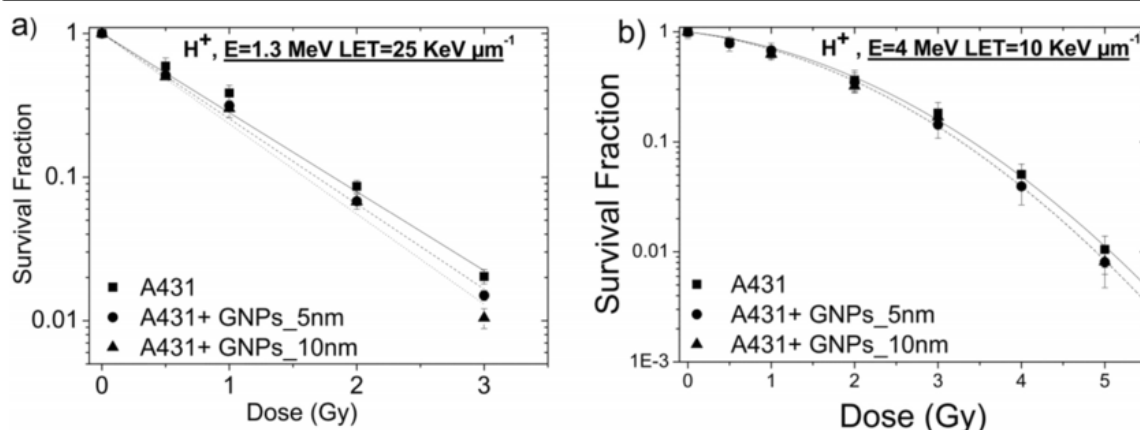 a)
H+, E=1.3 MeV LET=25 KeV µm-1
1
0.1
0.01
Survival Fraction
A431
A431+ GNPs_5nm
A431+ GNPs_10nm
0 1 2 3
Dose (Gy)
b)
H+, E=4 MeV LET=10 KeV µm-1
1
0.1
0.01
1E-3
Survival Fraction
A431
A431+ GNPs_5nm
A431+ GNPs_10nm
0 1 2 3 4 5
Dose (Gy)